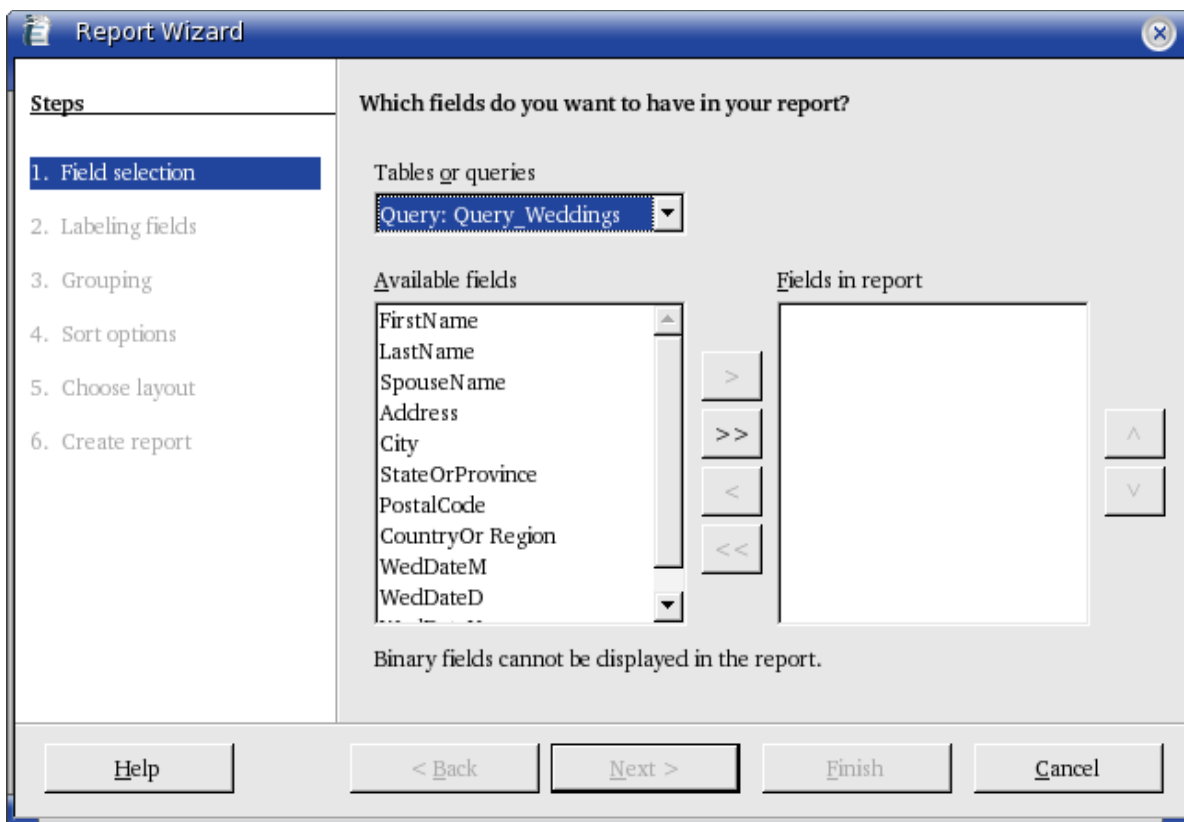 Report Wizard
Steps
1. Field selection
2. Labeling fields
3. Grouping
4. Sort options
5. Choose layout
6. Create report
Which fields do you want to have in your report?
Tables or queries
Query: Query_Weddings
Available fields
FirstName
LastName
SpouseName
Address
City
StateOrProvince
PostalCode
CountryOr Region
WedDateM
WedDateD
>
>>
<
<<
Fields in report
^
v
Binary fields cannot be displayed in the report.
Help
< Back
Next >
Finish
Cancel